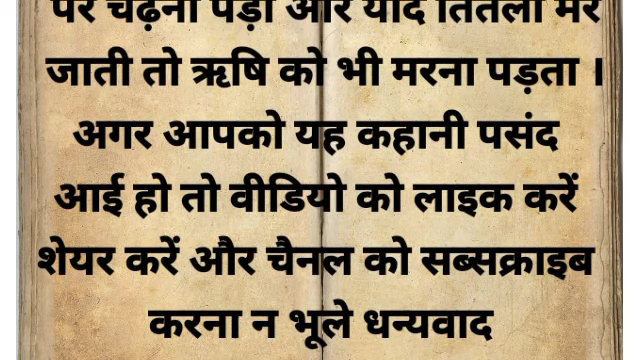 पर चढ़ना पड़ा और यदि तितली मर
जाती तो ऋषि को भी मरना पड़ता ।
अगर आपको यह कहानी पसंद
आई हो तो वीडियो को लाइक करें
शेयर करें और चैनल को सब्सक्राइब
करना न भूले धन्यवाद